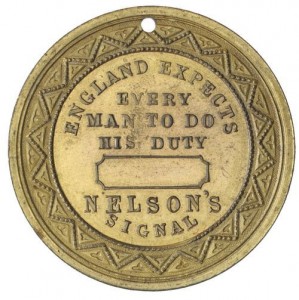 ENGLAND EXPECTS
EVERY
MAN TO DO
HIS DUTY
NELSON'S
SIGNAL